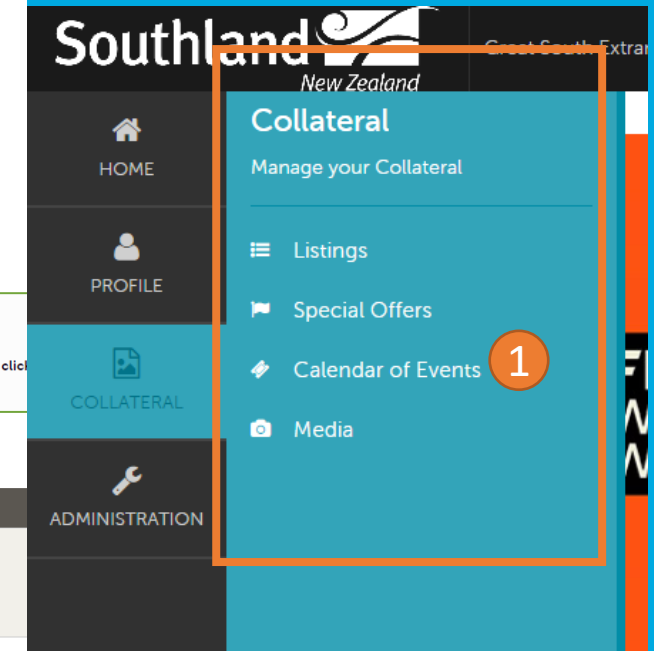 Southland
New Zealand
Great South Extran
HOME
PROFILE
COLLATERAL
ADMINISTRATION
Collateral
Manage your Collateral
Listings
Special Offers
Calendar of Events
1
Media
click